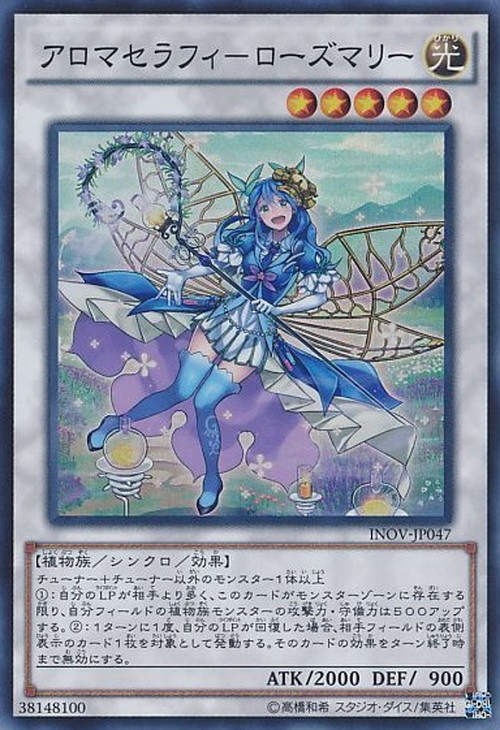 アロマセラフィーローズマリー
光
INOV-JP047
【植物族/シンクロ/効果】
チューナー+チューナー以外のモンスター1体以上
①:自分のLPが相手より多く、このカードがモンスターゾーンに存在する
限り、自分フィールドの植物族モンスターの攻撃力・守備力は500アップ
する。②:1ターンに1度、自分のLPが回復した場合、相手フィールドの表側
表示のカード1枚を対象として発動する。そのカードの効果をターン終了時
まで無効にする。
ATK/2000 DEF/ 900
38148100
©高橋和希 スタジオ・ダイス/集英社